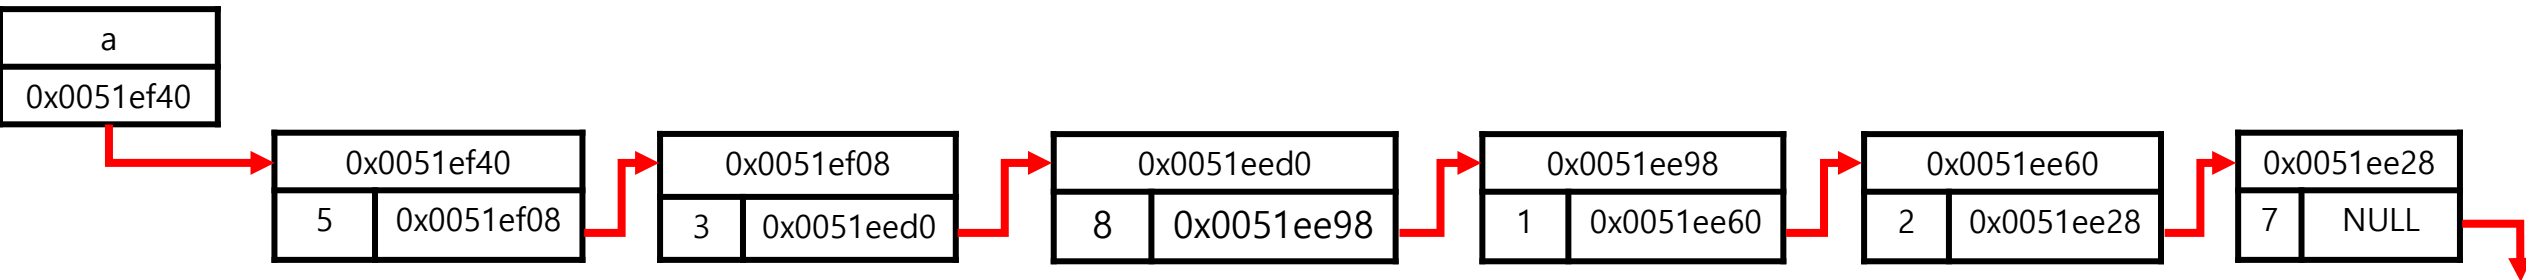 a
0x0051ef40
0x0051ef40
5 0x0051ef08
0x0051ef08
3 0x0051eed0
0x0051eed0
8 0x0051ee98
0x0051ee98
1 0x0051ee60
0x0051ee60
2 0x0051ee28
0x0051ee28
7 NULL